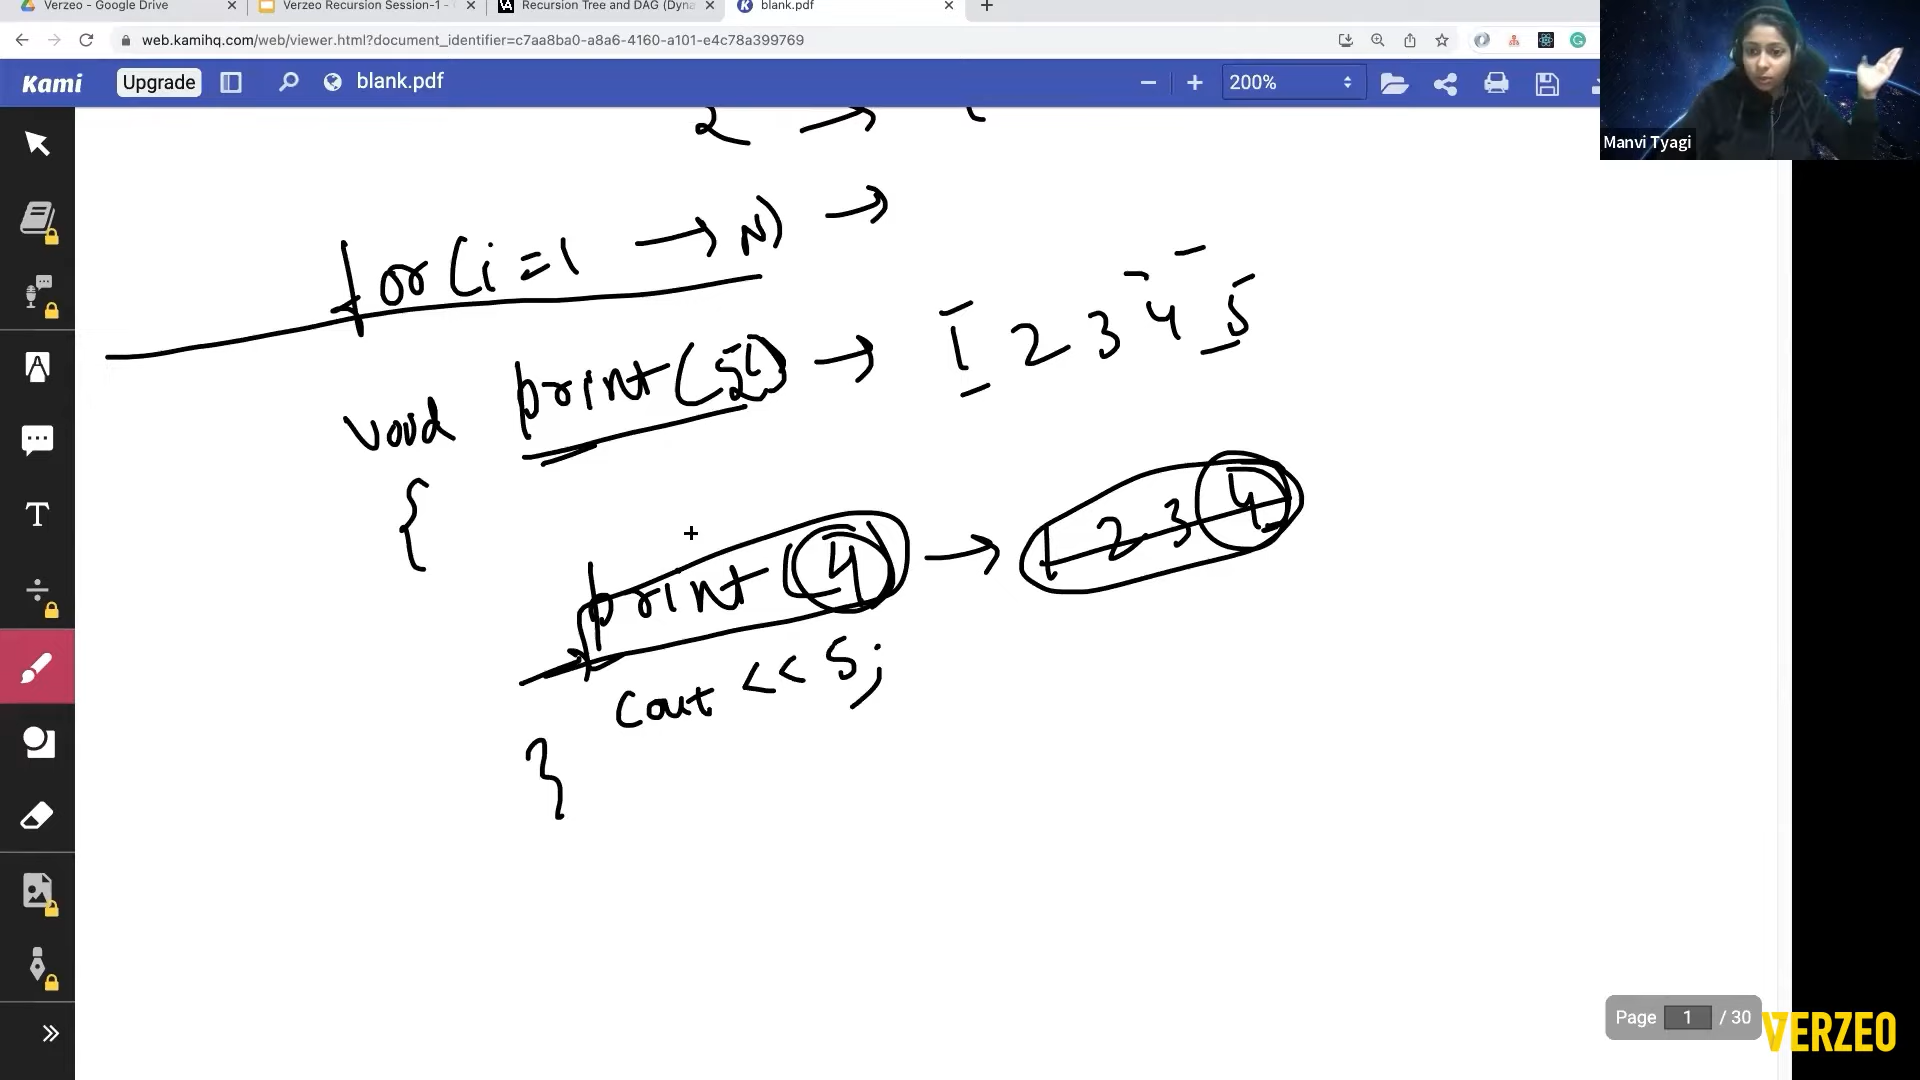 Verzeo - Google Drive
Verzeo Recursion Session-1 -
Recursion Tree and DAG (Dyna
blank.pdf
web.kamihq.com/web/viewer.html?document_identifier=c7aa8ba0-a8a6-4160-a101-e4c78a399769
Kami Upgrade blank.pdf 200%
Manvi Tyagi
2 →
for(i=1 → N) →
void print( ) → 1 2 3 4 5
{
print(4) → 1 2 3 4
cout << 5;
}
Page 1 / 30
VERZEO